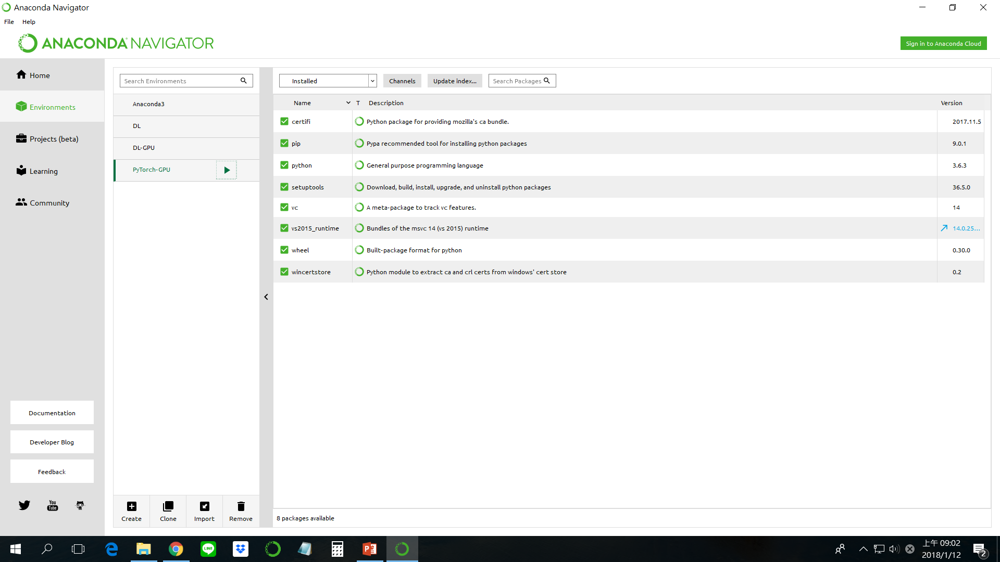 Anaconda Navigator
File Help
ANACONDA NAVIGATOR
Sign in to Anaconda Cloud
Home
Environments
Projects (beta)
Learning
Community
Documentation
Developer Blog
Feedback
You Tube
Search Environments
Anaconda3
DL
DL-GPU
PyTorch-GPU
Create Clone Import Remove
Installed Channels Update index... Search Packages
Name T Description Version
certifi Python package for providing mozilla's ca bundle. 2017.11.5
pip Pypa recommended tool for installing python packages 9.0.1
python General purpose programming language 3.6.3
setuptools Download, build, install, upgrade, and uninstall python packages 36.5.0
vc A meta-package to track vc features. 14
vs2015_runtime Bundles of the msvc 14 (vs 2015) runtime 14.0.25...
wheel Built-package format for python 0.30.0
wincertstore Python module to extract ca and crl certs from windows' cert store 0.2
8 packages available
LINE
上午 09:02
2018/1/12
2